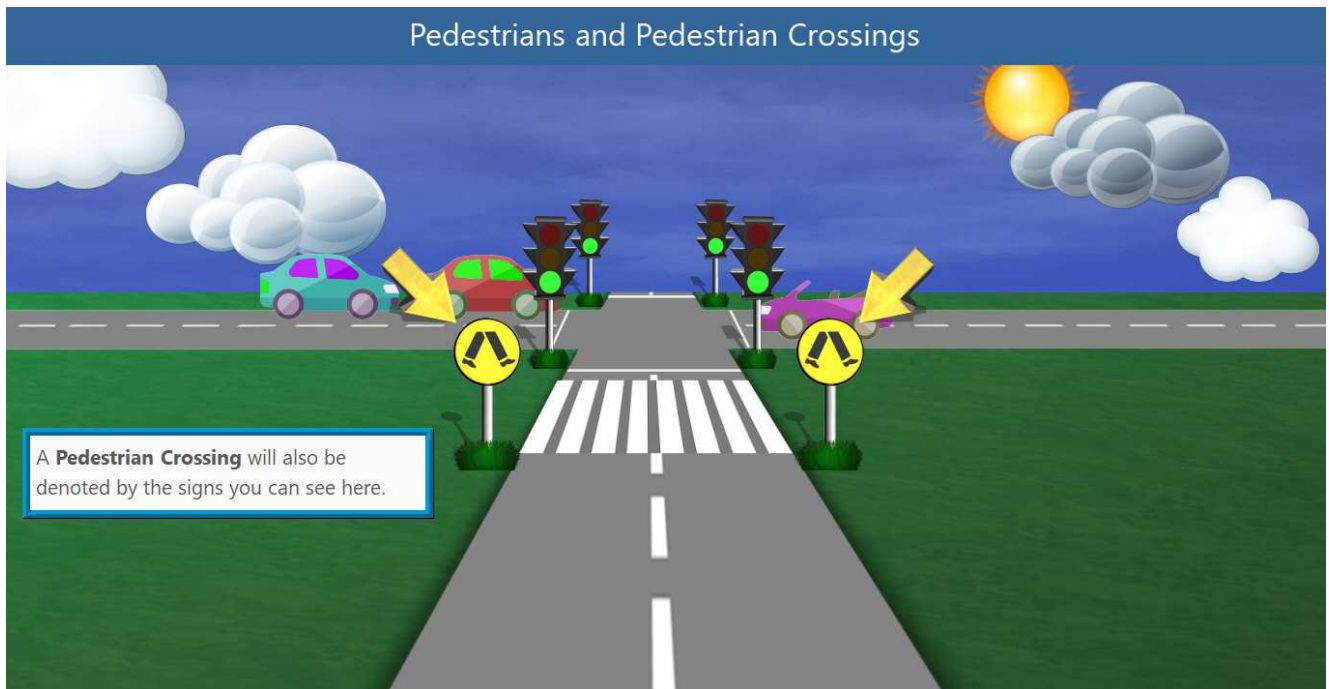 Pedestrians and Pedestrian Crossings
A Pedestrian Crossing will also be
denoted by the signs you can see here.